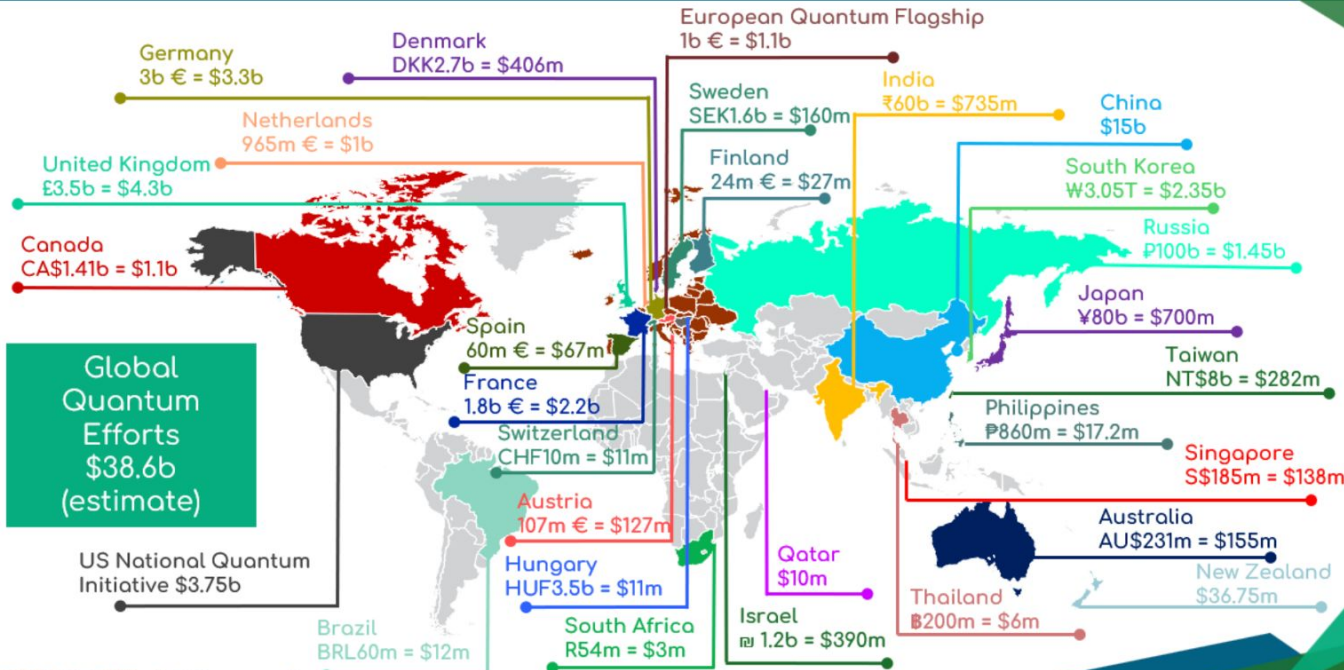 European Quantum Flagship
1b € = $1.1b
Denmark
DKK2.7b = $406m
Germany
3b € = $3.3b
India
₹60b = $735m
Sweden
SEK1.6b = $160m
China
$15b
Netherlands
965m € = $1b
Finland
24m € = $27m
United Kingdom
£3.5b = $4.3b
South Korea
₩3.05T = $2.35b
Russia
₽100b = $1.45b
Canada
CA$1.41b = $1.1b
Japan
¥80b = $700m
Spain
60m € = $67m
Global
Quantum
Efforts
$38.6b
(estimate)
Taiwan
NT$8b = $282m
France
1.8b € = $2.2b
Philippines
₱860m = $17.2m
Switzerland
CHF10m = $11m
Singapore
S$185m = $138m
Austria
107m € = $127m
Australia
AU$231m = $155m
US National Quantum
Initiative $3.75b
Hungary
HUF3.5b = $11m
Qatar
$10m
New Zealand
$36.75m
Thailand
฿200m = $6m
Israel
₪ 1.2b = $390m
South Africa
R54m = $3m
Brazil
BRL60m = $12m